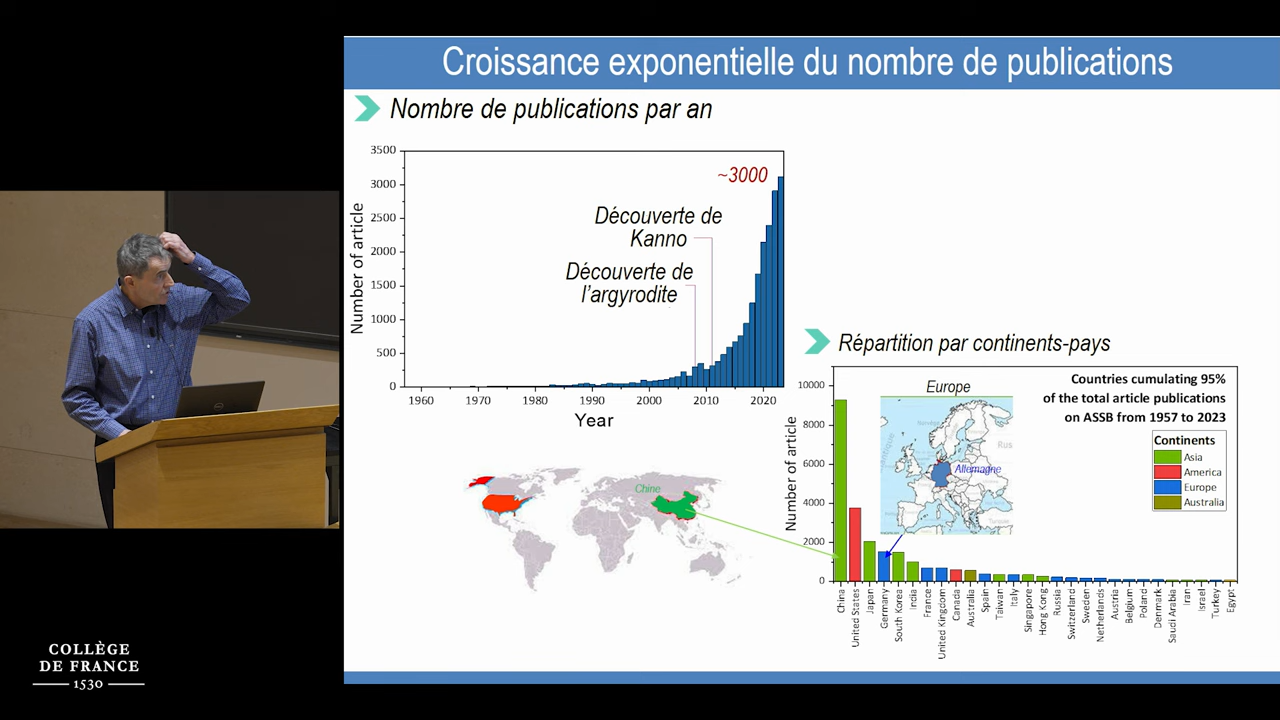 Croissance exponentielle du nombre de publications
Nombre de publications par an
3500
3000
2500
2000
1500
1000
500
0
Number of article
~3000
Découverte de
Kanno
Découverte de
l'argyrodite
1960
1970
1980
1990
2000
2010
2020
Year
Chine
Répartition par continents-pays
10000
8000
6000
4000
2000
0
Number of article
Europe
Allemagne
Countries cumulating 95%
of the total article publications
on ASSB from 1957 to 2023
Continents
Asia
America
Europe
Australia
China
United States
Japan
Germany
South Korea
India
France
United Kingdom
Canada
Australia
Spain
Taiwan
Italy
Singapore
Hong Kong
Russia
Switzerland
Sweden
Netherlands
Austria
Belgium
Poland
Denmark
Saudi Arabia
Iran
Israel
Turkey
Egypt
COLLÈGE
DE FRANCE
1530